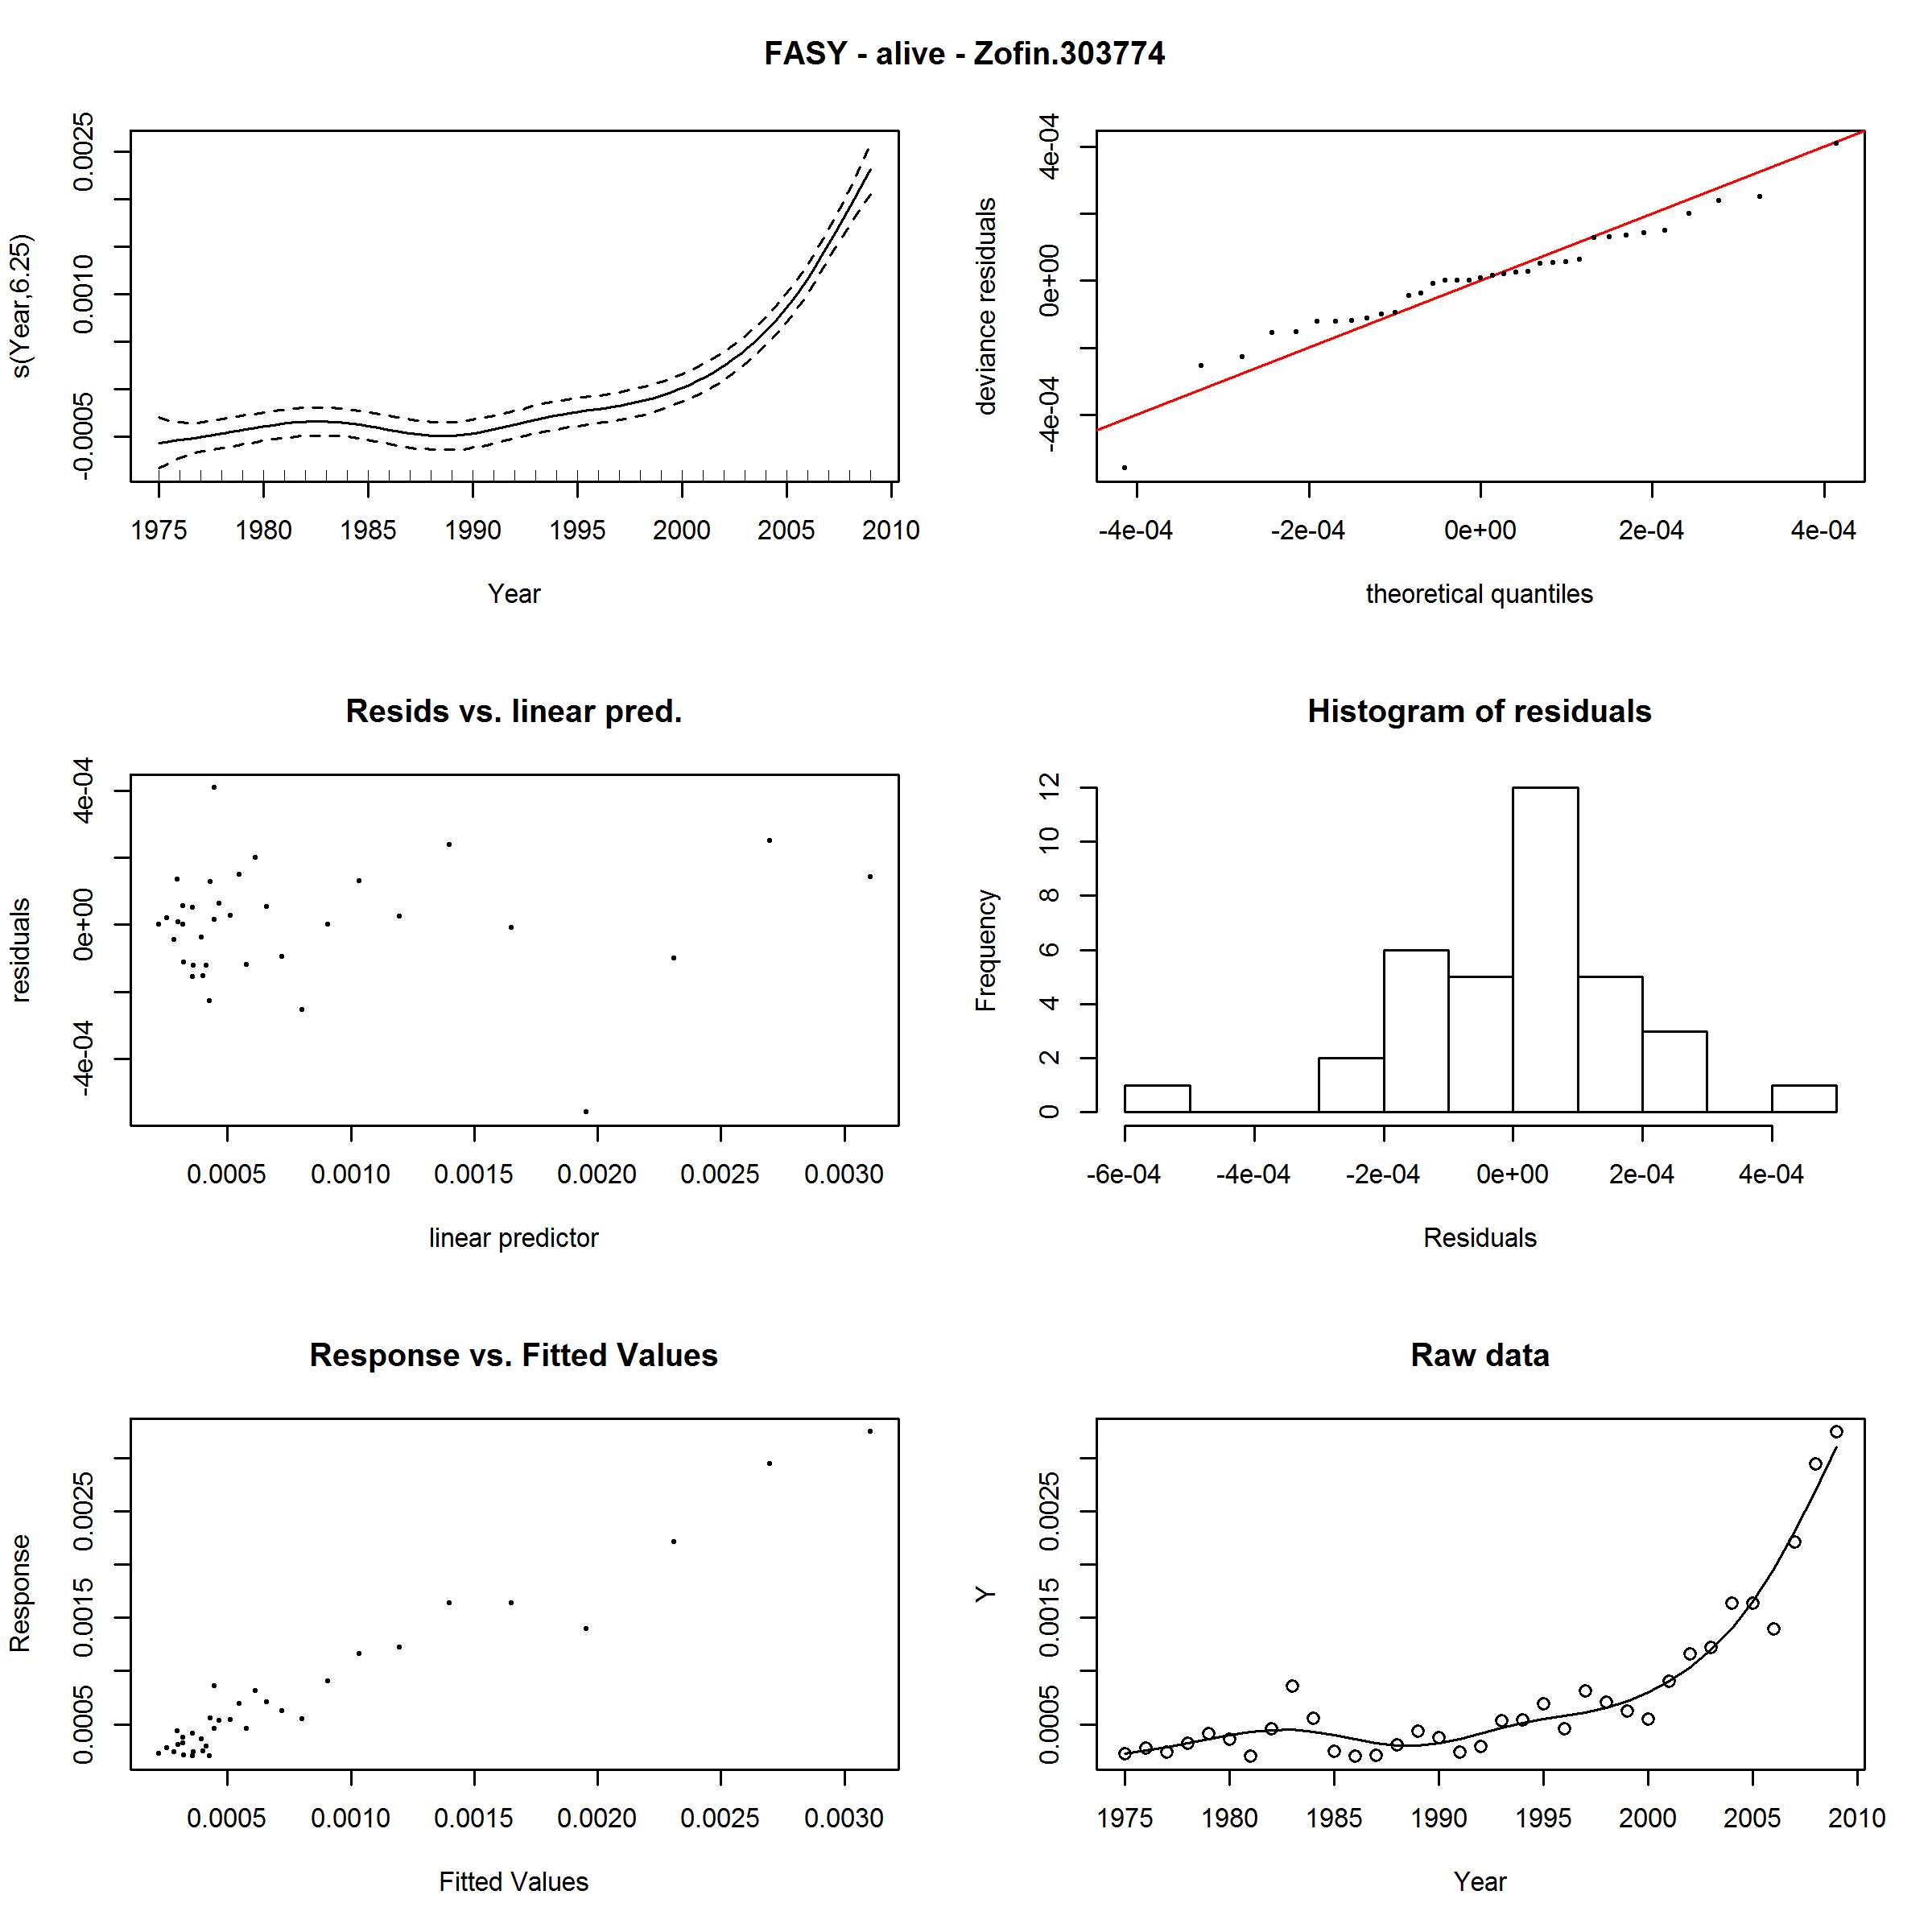 FASY - alive - Zofin.303774
s(Year,6.25)
-0.0005 0.0010 0.0025
1975 1980 1985 1990 1995 2000 2005 2010
Year
deviance residuals
-4e-04 0e+00 4e-04
-4e-04 -2e-04 0e+00 2e-04 4e-04
theoretical quantiles
Resids vs. linear pred.
residuals
-4e-04 0e+00 4e-04
0.0005 0.0010 0.0015 0.0020 0.0025 0.0030
linear predictor
Histogram of residuals
Frequency
0 2 4 6 8 10 12
-6e-04 -4e-04 -2e-04 0e+00 2e-04 4e-04
Residuals
Response vs. Fitted Values
Response
0.0005 0.0015 0.0025
0.0005 0.0010 0.0015 0.0020 0.0025 0.0030
Fitted Values
Raw data
Y
0.0005 0.0015 0.0025
1975 1980 1985 1990 1995 2000 2005 2010
Year